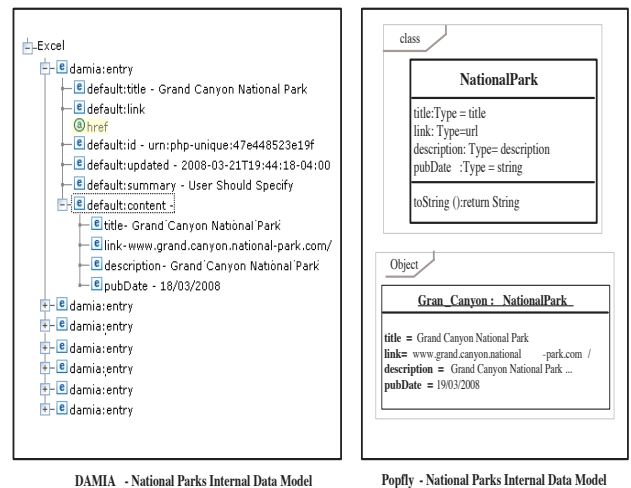 Excel
damia:entry
default:title - Grand Canyon National Park
default:link
href
default:id - urn:php-unique:47e448523e19f
default:updated - 2008-03-21T19:44:18-04:00
default:summary - User Should Specify
default:content -
title- Grand Canyon National Park
link-www.grand.canyon.national-park.com/
description- Grand Canyon National Park
pubDate - 18/03/2008
damia:entry
damia:entry
damia:entry
damia:entry
damia:entry
damia:entry
DAMIA - National Parks Internal Data Model
class
NationalPark
title:Type = title
link: Type=url
description: Type= description
pubDate :Type = string
toString ():return String
Object
Gran_Canyon : NationalPark
title = Grand Canyon National Park
link= www.grand.canyon.national -park.com /
description = Grand Canyon National Park ...
pubDate = 19/03/2008
Popfly - National Parks Internal Data Model